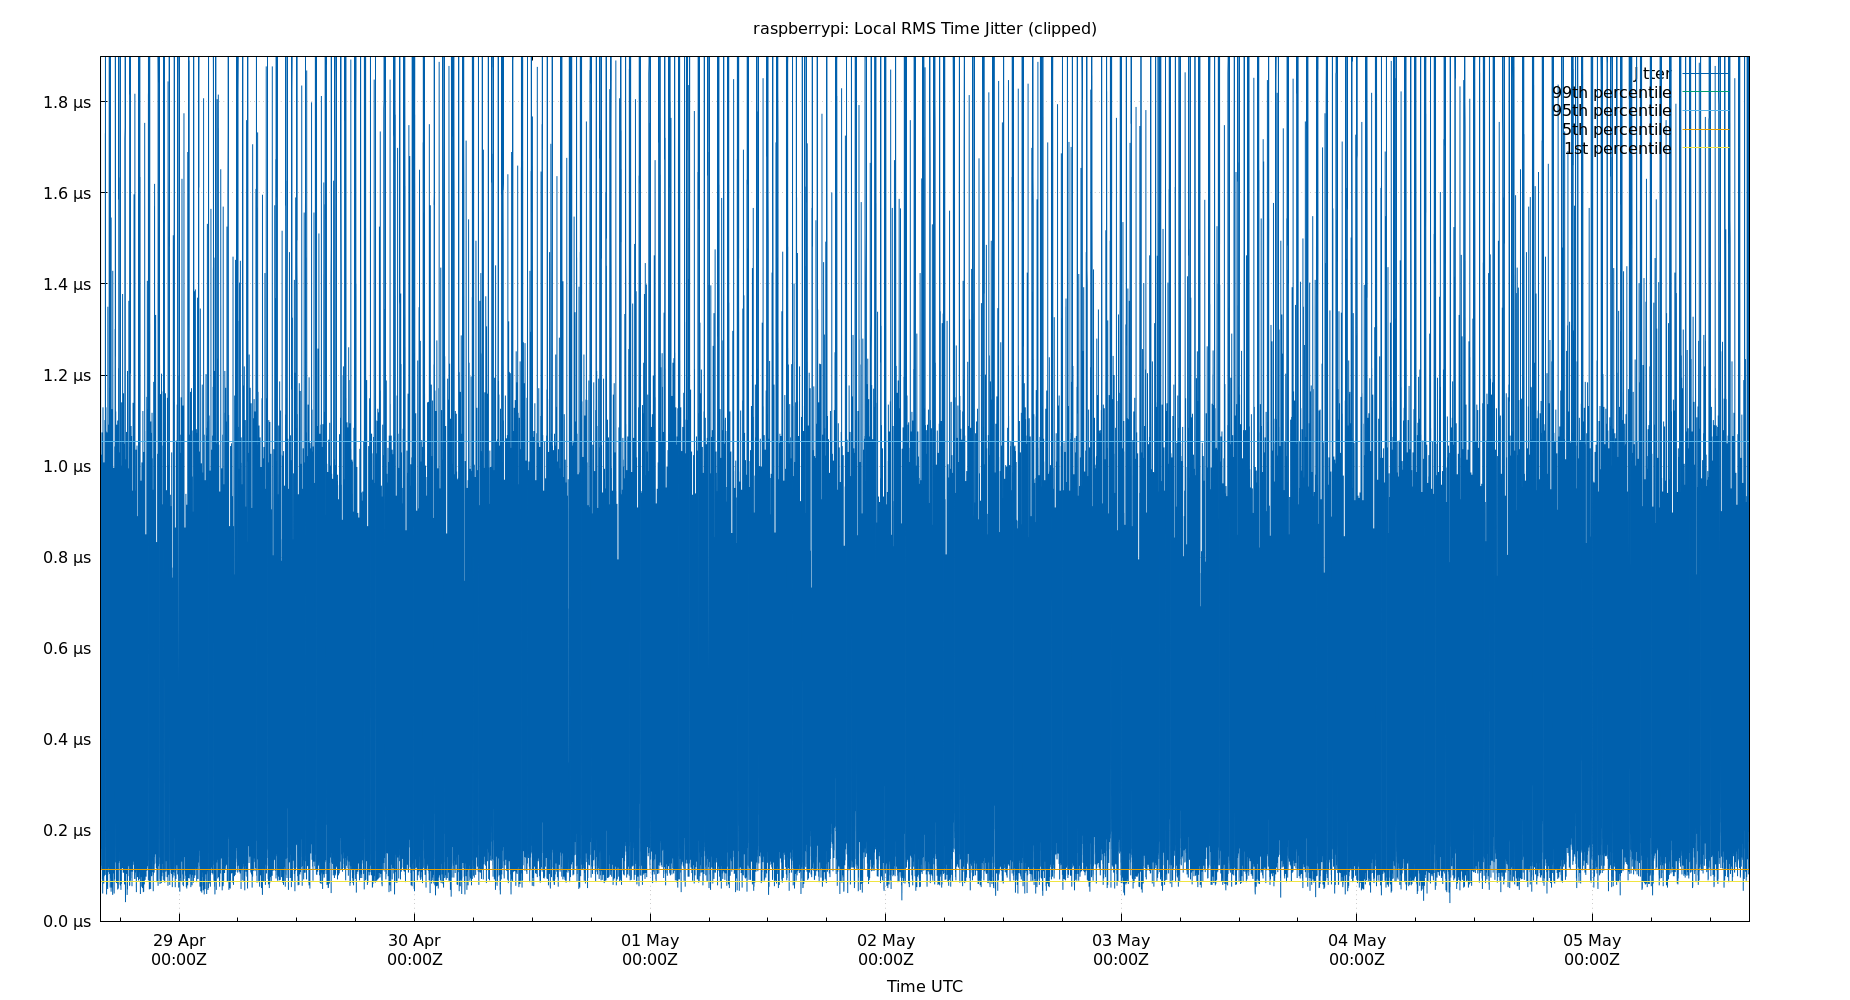 raspberrypi: Local RMS Time Jitter (clipped)
jitter
99th percentile
95th percentile
5th percentile
1st percentile
1.8 µs
1.6 µs
1.4 µs
1.2 µs
1.0 µs
0.8 µs
0.6 µs
0.4 µs
0.2 µs
0.0 µs
29 Apr 30 Apr 01 May 02 May 03 May 04 May 05 May
00:00Z 00:00Z 00:00Z 00:00Z 00:00Z 00:00Z 00:00Z
Time UTC